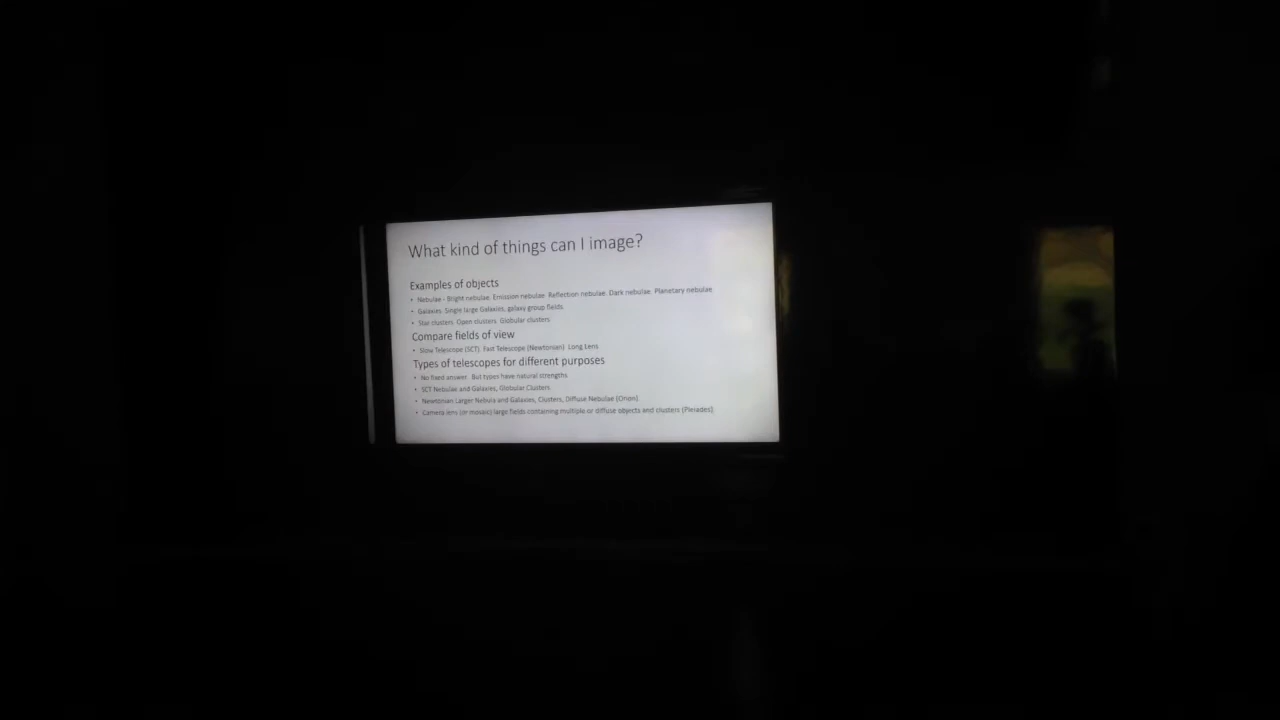 What kind of things can I image?
Examples of objects
• Nebulae - Bright nebulae. Emission nebulae. Reflection nebulae. Dark nebulae. Planetary nebulae
• Galaxies. Single large Galaxies, galaxy group fields.
• Star clusters. Open clusters. Globular clusters
Compare fields of view
• Slow Telescope (SCT). Fast Telescope (Newtonian). Long Lens
Types of telescopes for different purposes
• No fixed answer. But types have natural strengths
• SCT Nebulae and Galaxies, Globular Clusters
• Newtonian Larger Nebula and Galaxies, Clusters, Diffuse Nebulae (Orion)
• Camera lens (or mosaic) large fields containing multiple or diffuse objects and clusters (Pleiades)